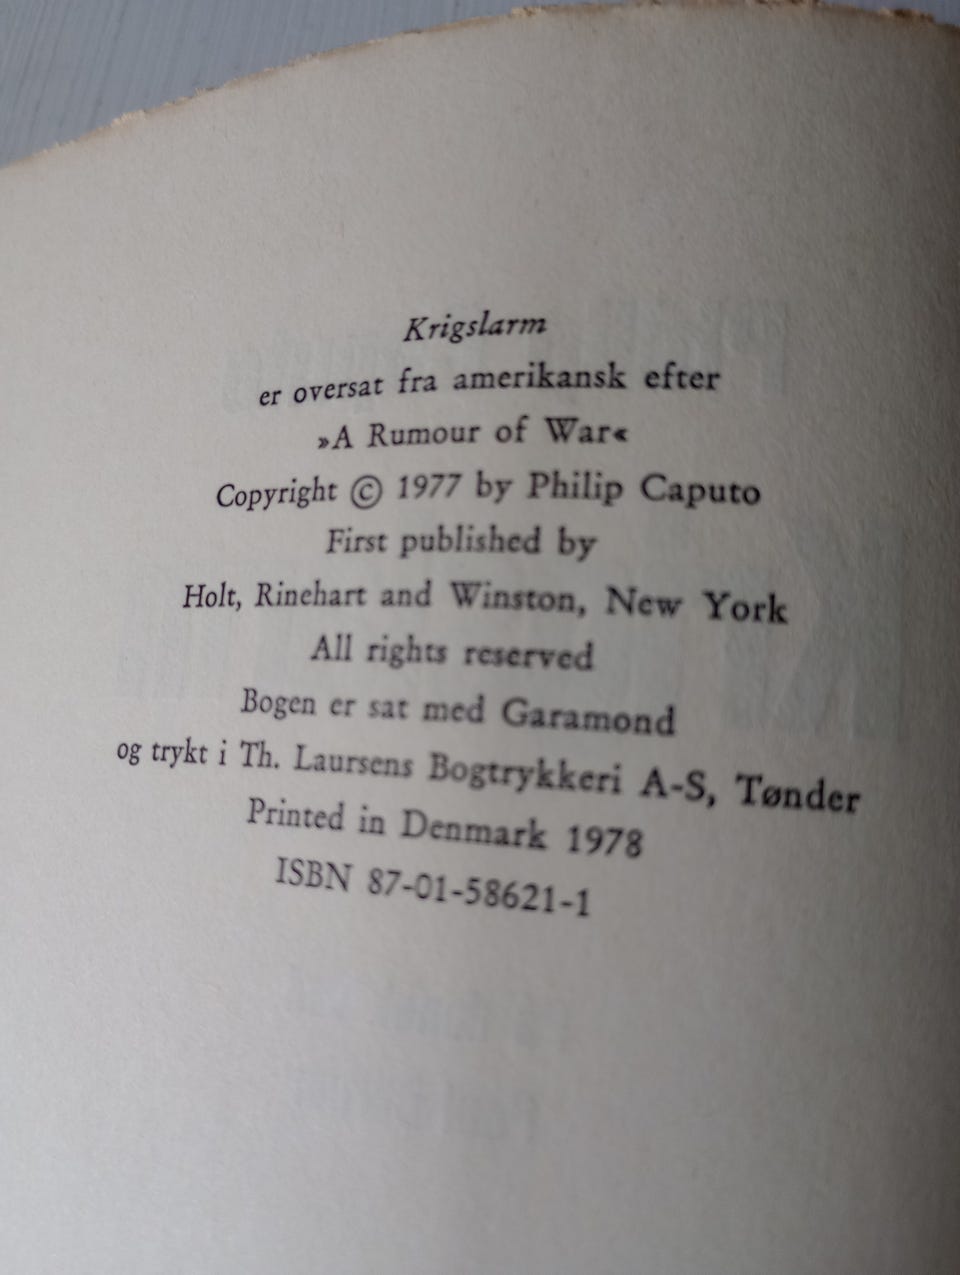 Krigslarm
er oversat fra amerikansk efter
»A Rumour of War«
Copyright © 1977 by Philip Caputo
First published by
Holt, Rinehart and Winston, New York
All rights reserved
Bogen er sat med Garamond
og trykt i Th. Laursens Bogtrykkeri A-S, Tønder
Printed in Denmark 1978
ISBN 87-01-58621-1